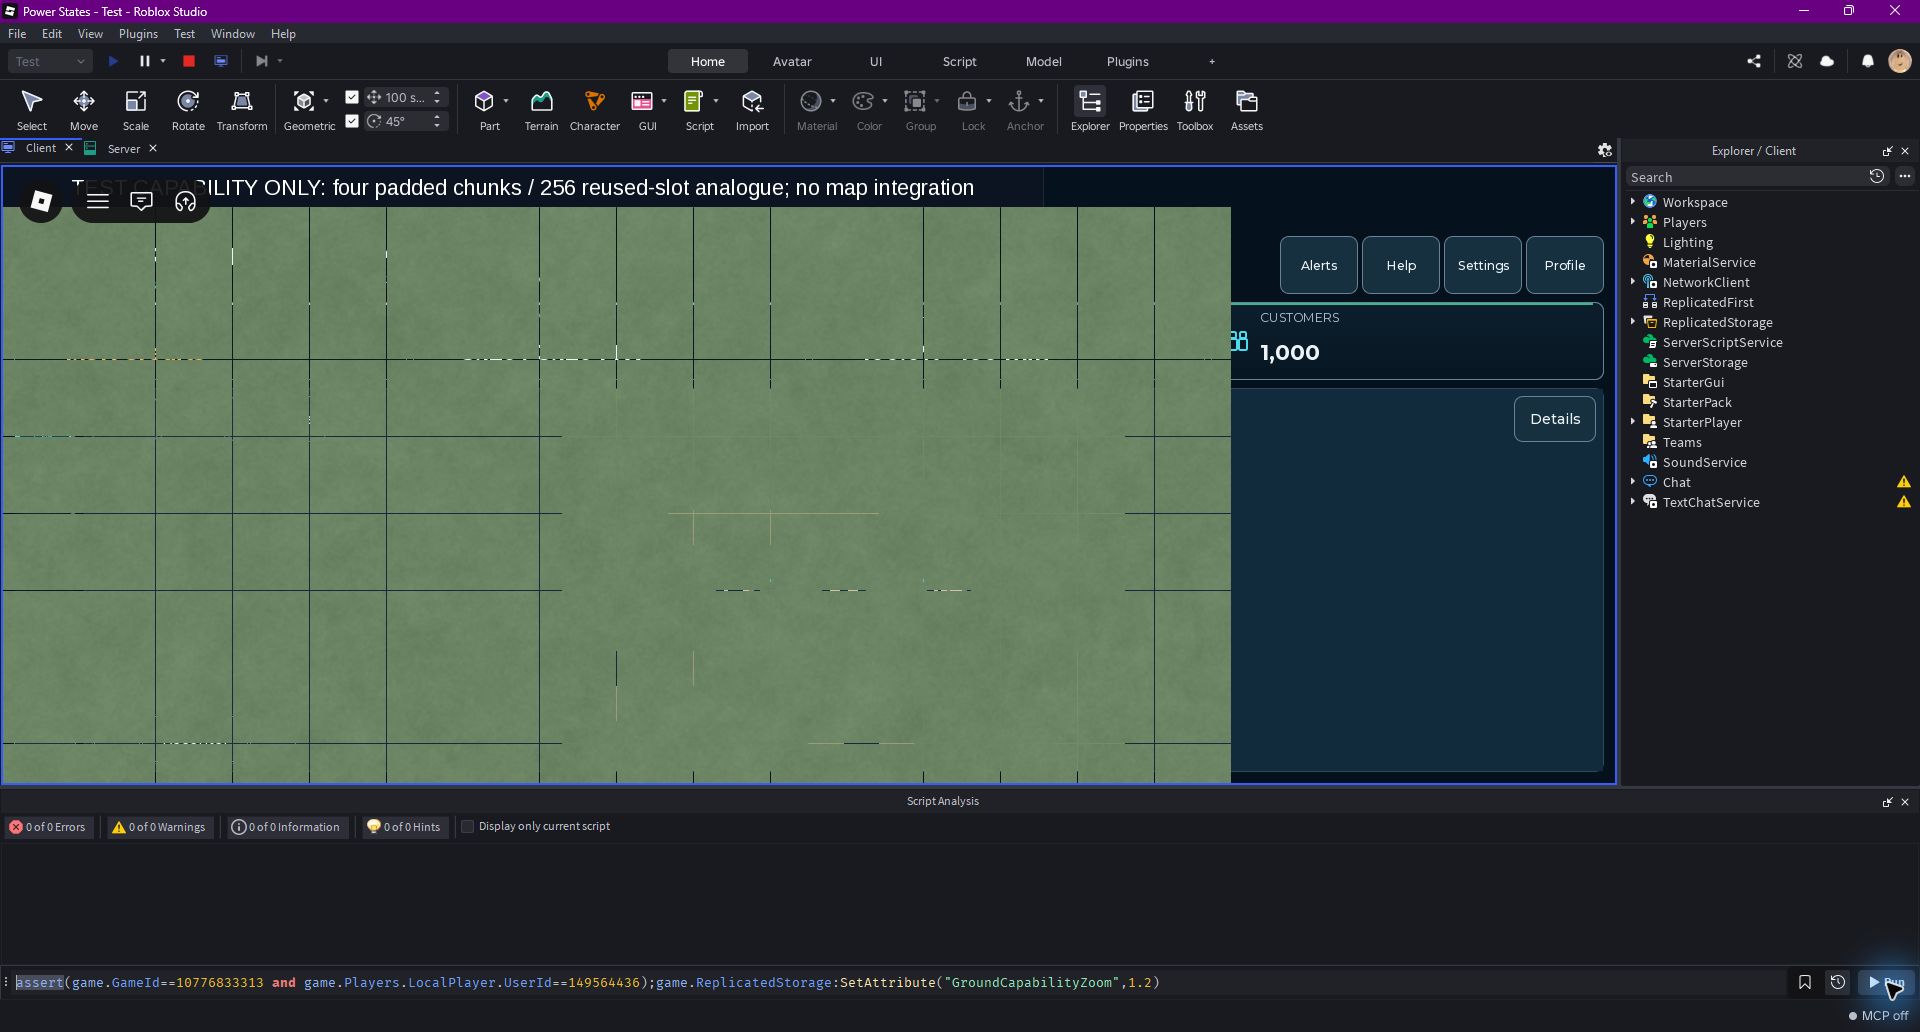 Power States - Test - Roblox Studio
File Edit View Plugins Test Window Help
Test
Home Avatar UI Script Model Plugins +
100 s...
45°
Select Move Scale Rotate Transform Geometric Part Terrain Character GUI Script Import Material Color Group Lock Anchor Explorer Properties Toolbox Assets
Client Server
Explorer / Client
TEST CAPABILITY ONLY: four padded chunks / 256 reused-slot analogue; no map integration
Alerts Help Settings Profile
CUSTOMERS
1,000
Details
Search
Workspace
Players
Lighting
MaterialService
NetworkClient
ReplicatedFirst
ReplicatedStorage
ServerScriptService
ServerStorage
StarterGui
StarterPack
StarterPlayer
Teams
SoundService
Chat
TextChatService
Script Analysis
0 of 0 Errors 0 of 0 Warnings 0 of 0 Information 0 of 0 Hints Display only current script
assert(game.GameId==10776833313 and game.Players.LocalPlayer.UserId==149564436);game.ReplicatedStorage:SetAttribute("GroundCapabilityZoom",1.2)
MCP off